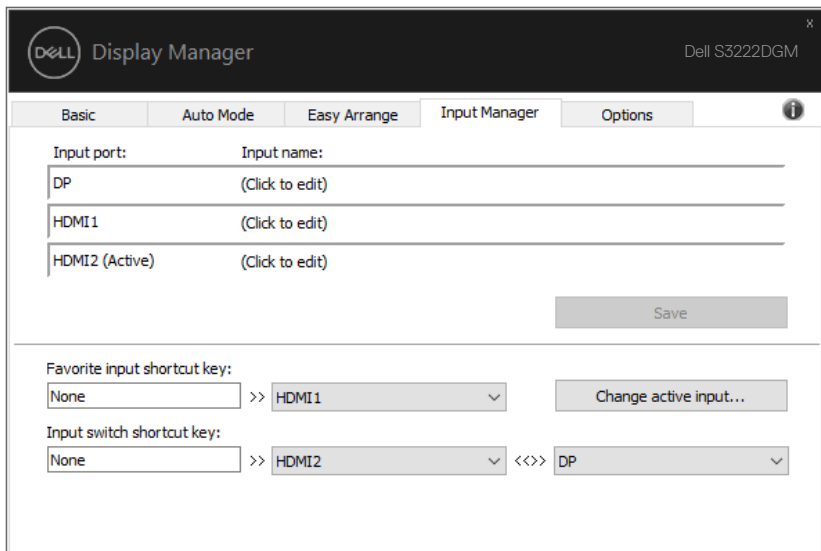 x
DELL Display Manager Dell S3222DGM
Basic Auto Mode Easy Arrange Input Manager Options i
Input port: Input name:
DP (Click to edit)
HDMI1 (Click to edit)
HDMI2 (Active) (Click to edit)
Save
Favorite input shortcut key:
None >> HDMI1 Change active input...
Input switch shortcut key:
None >> HDMI2 <<>> DP